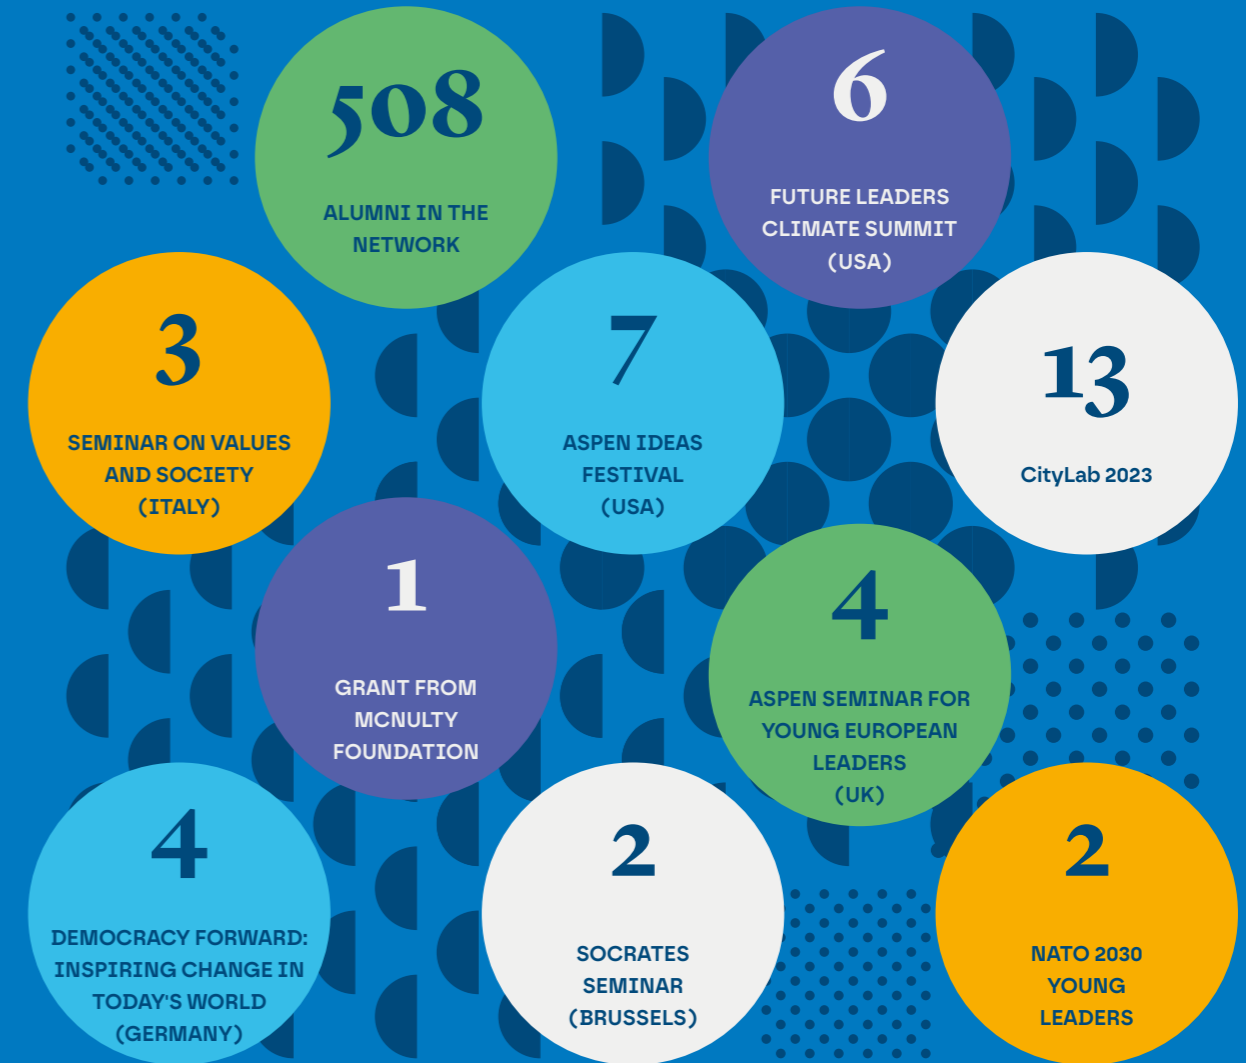 508
ALUMNI IN THE
NETWORK
6
FUTURE LEADERS
CLIMATE SUMMIT
(USA)
3
SEMINAR ON VALUES
AND SOCIETY
(ITALY)
7
ASPEN IDEAS
FESTIVAL
(USA)
13
CityLab 2023
1
GRANT FROM
MCNULTY
FOUNDATION
4
ASPEN SEMINAR FOR
YOUNG EUROPEAN
LEADERS
(UK)
4
DEMOCRACY FORWARD:
INSPIRING CHANGE IN
TODAY'S WORLD
(GERMANY)
2
SOCRATES
SEMINAR
(BRUSSELS)
2
NATO 2030
YOUNG
LEADERS